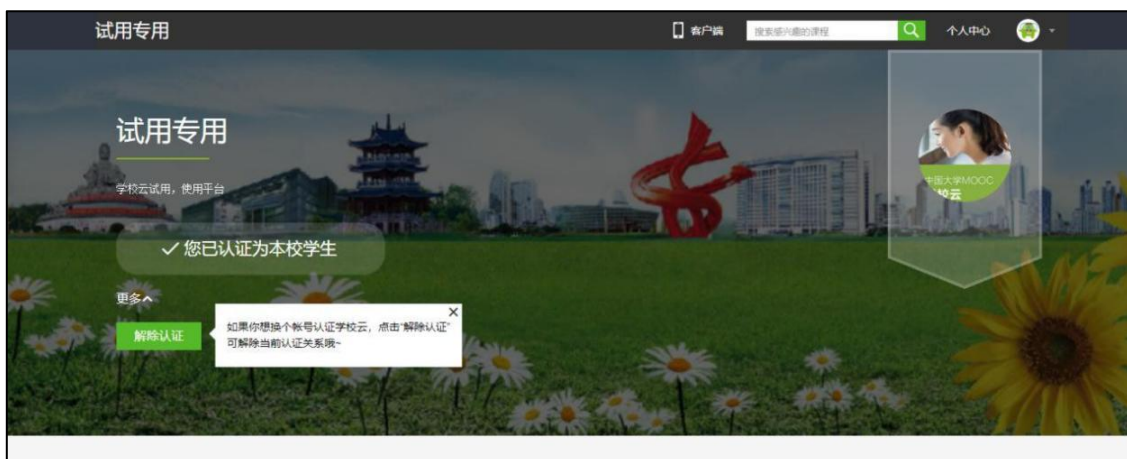 试用专用
客户端
搜索感兴趣的课程
个人中心
试用专用
学校云试用，使用平台
中国大学MOOC
学校云
✓ 您已认证为本校学生
更多
解除认证
如果你想换个帐号认证学校云，点击“解除认证”
可解除当前认证关系哦~